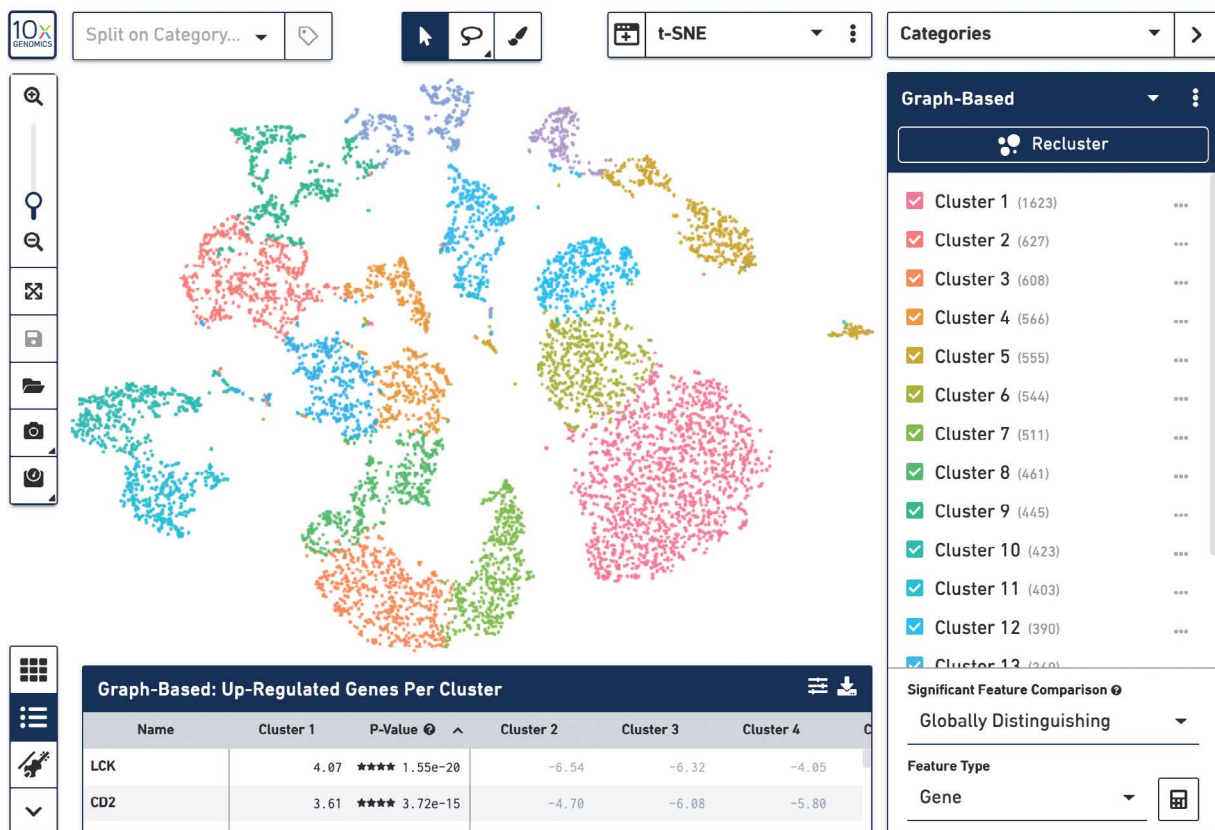 10x
GENOMICS
Split on Category...
t-SNE
Categories
Graph-Based
Recluster
Cluster 1 (1623)
Cluster 2 (627)
Cluster 3 (608)
Cluster 4 (566)
Cluster 5 (555)
Cluster 6 (544)
Cluster 7 (511)
Cluster 8 (461)
Cluster 9 (445)
Cluster 10 (423)
Cluster 11 (403)
Cluster 12 (390)
Cluster 13
Significant Feature Comparison
Globally Distinguishing
Feature Type
Gene
Graph-Based: Up-Regulated Genes Per Cluster
Name Cluster 1 P-Value Cluster 2 Cluster 3 Cluster 4 C
LCK 4.07 ★★★★ 1.55e-20 -6.54 -6.32 -4.05
CD2 3.61 ★★★★ 3.72e-15 -4.70 -6.08 -5.80